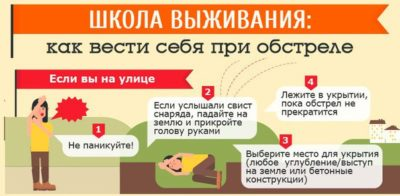 ШКОЛА ВЫЖИВАНИЯ:
как вести себя при обстреле
Если вы на улице
1
Не паникуйте!
2
Если услышали свист
снаряда, падайте на
землю и прикройте
голову руками
3
Выберите место для укрытия
(любое углубление/выступ
на земле или бетонные
конструкции)
4
Лежите в укрытии,
пока обстрел не
прекратится